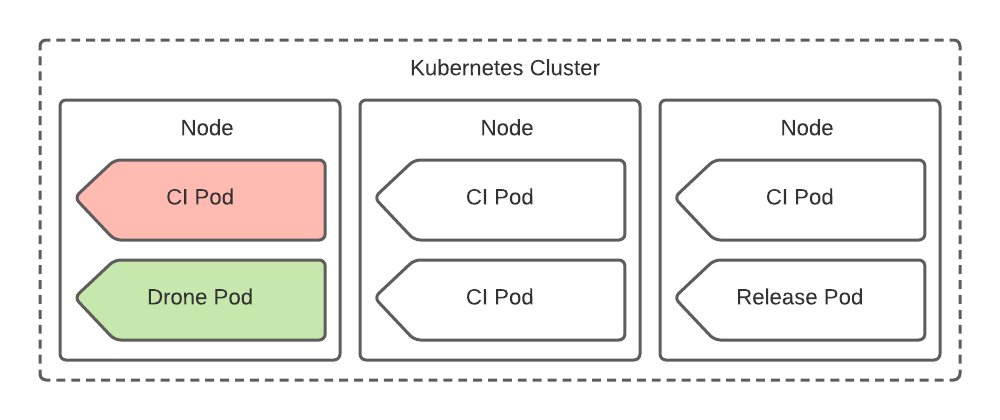 Kubernetes Cluster
Node
CI Pod
Drone Pod
Node
CI Pod
CI Pod
Node
CI Pod
Release Pod